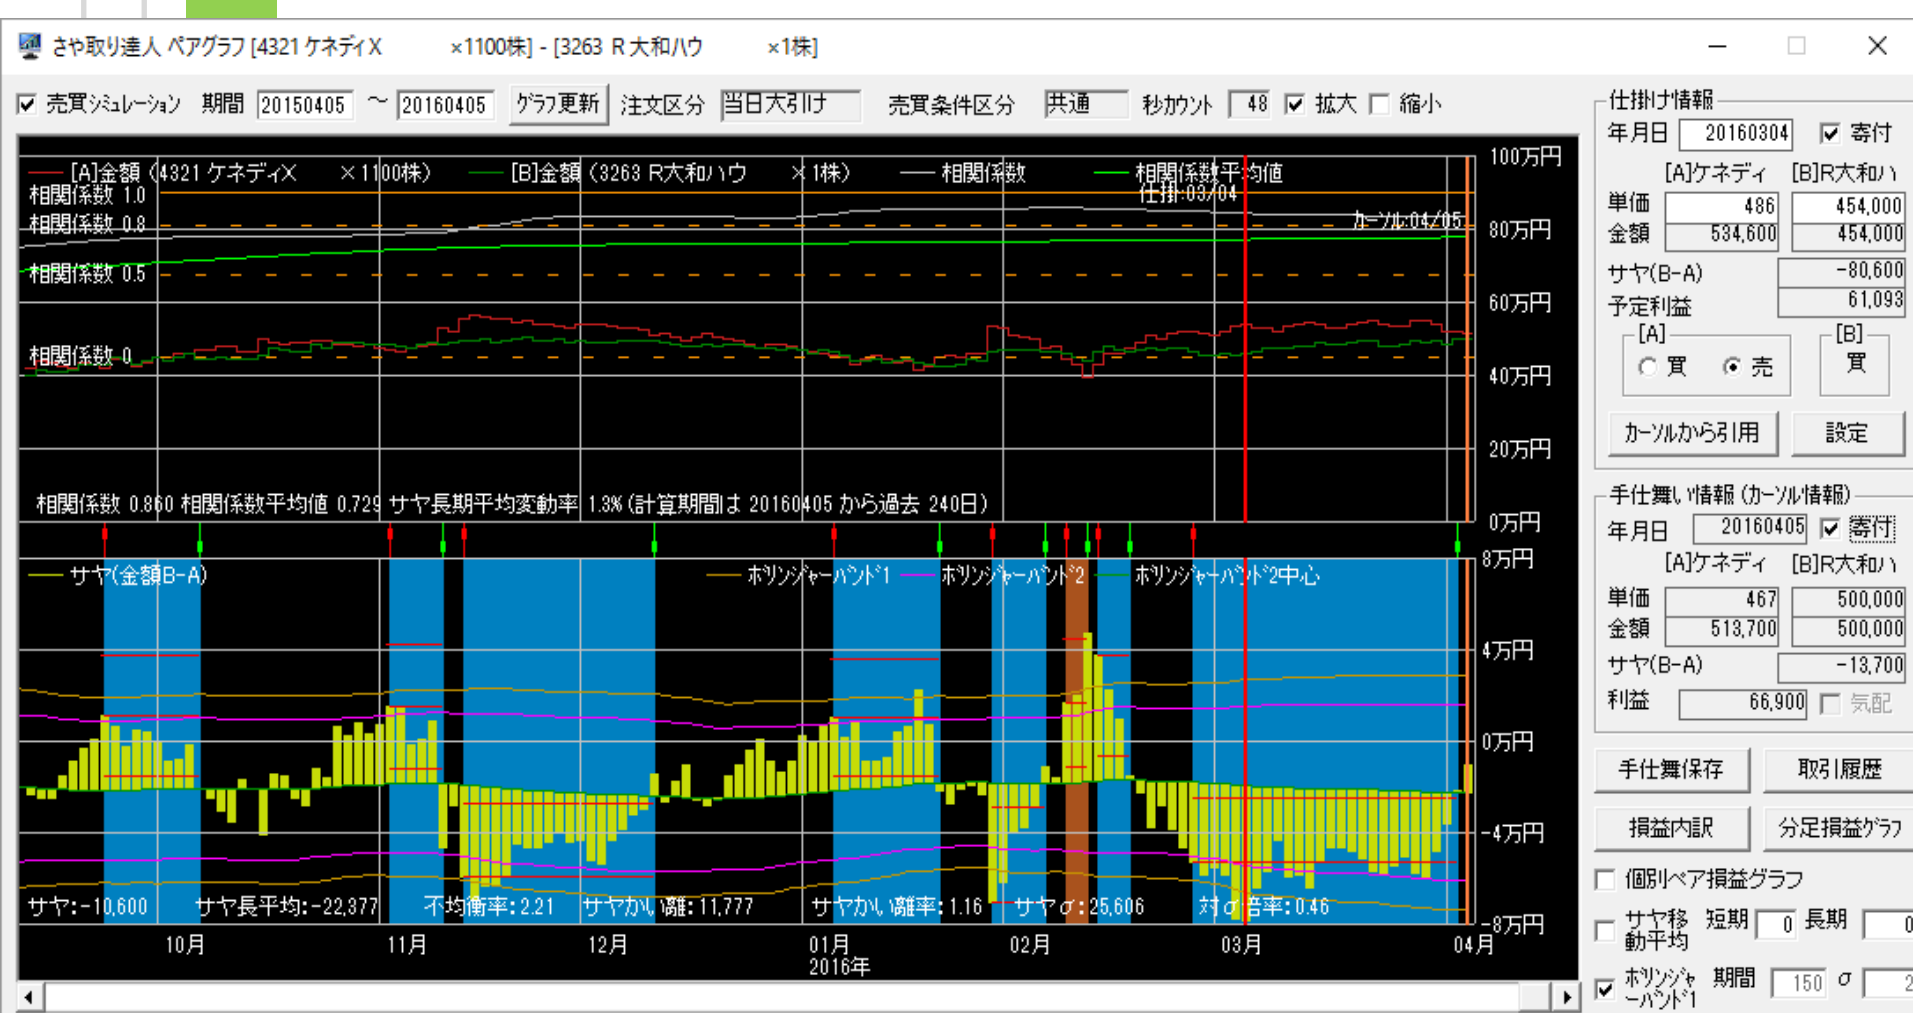 さや取り達人 ペアグラフ [4321 ケネディX ×1100株] - [3263 R大和ハウ ×1株]
売買シミュレーション 期間 20150405 ～ 20160405 グラフ更新 注文区分 当日大引け 売買条件区分 共通 秒カウント 48 拡大 縮小
[A]金額 (4321 ケネディX ×1100株) [B]金額 (3263 R大和ハウ ×1株) 相関係数 相関係数平均値
相関係数 1.0
仕掛:03/04
相関係数 0.8
カーソル:04/05
相関係数 0.5
相関係数 0
100万円
80万円
60万円
40万円
20万円
0万円
相関係数 0.860 相関係数平均値 0.729 サヤ長期平均変動率 1.3% (計算期間は 20160405 から過去 240日)
サヤ(金額B-A) ボリンジャーバンド1 ボリンジャーバンド2 ボリンジャーバンド2中心
8万円
4万円
0万円
-4万円
-8万円
サヤ:-10,600 サヤ長平均:-22,377 不均衡率:2.21 サヤかい離:11,777 サヤかい離率:1.16 サヤσ:25,606 対σ倍率:0.46
10月 11月 12月 01月 02月 03月 04月
2016年
仕掛け情報
年月日 20160304 寄付
[A]ケネディ [B]R大和ハ
単価 486 454,000
金額 534,600 454,000
サヤ(B-A) -80,600
予定利益 61,093
[A] [B]
買 売 買
カーソルから引用 設定
手仕舞い情報 (カーソル情報)
年月日 20160405 寄付
[A]ケネディ [B]R大和ハ
単価 467 500,000
金額 513,700 500,000
サヤ(B-A) -13,700
利益 66,900 気配
手仕舞保存 取引履歴
損益内訳 分足損益グラフ
個別ペア損益グラフ
サヤ移動平均 短期 0 長期 0
ボリンジャーバンド1 期間 150 σ 2